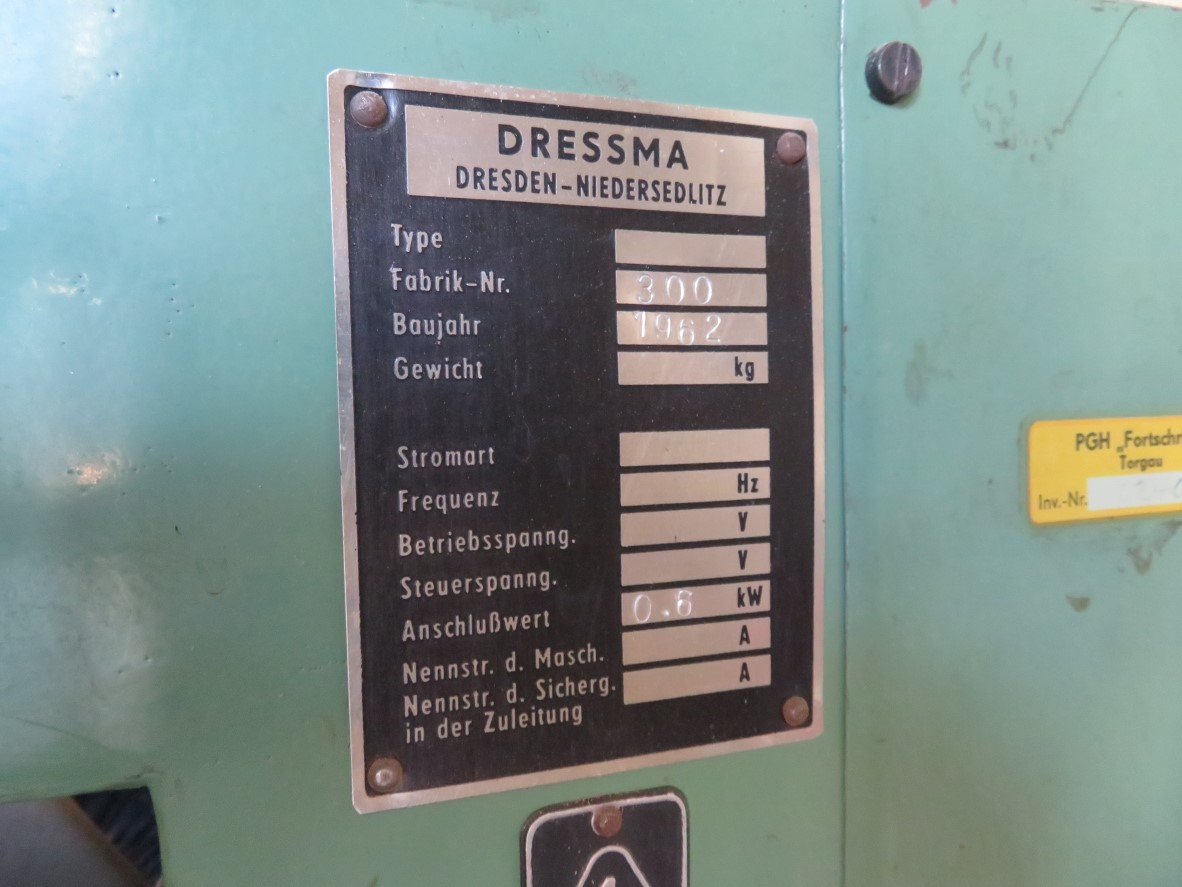 DRESSMA
DRESDEN-NIEDERSEDLITZ
Type
Fabrik-Nr. 300
Baujahr 1962
Gewicht kg
Stromart
Frequenz Hz
Betriebsspanng. V
Steuerspanng. V
Anschlußwert 0.6 kW
Nennstr. d. Masch. A
Nennstr. d. Sicherg. A
in der Zuleitung
PGH „Fortschr
Torgau
Inv.-Nr.